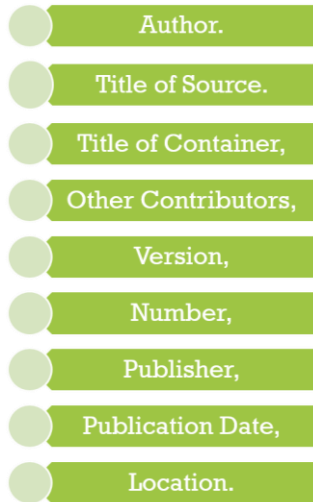 Author.
Title of Source.
Title of Container,
Other Contributors,
Version,
Number,
Publisher,
Publication Date,
Location.